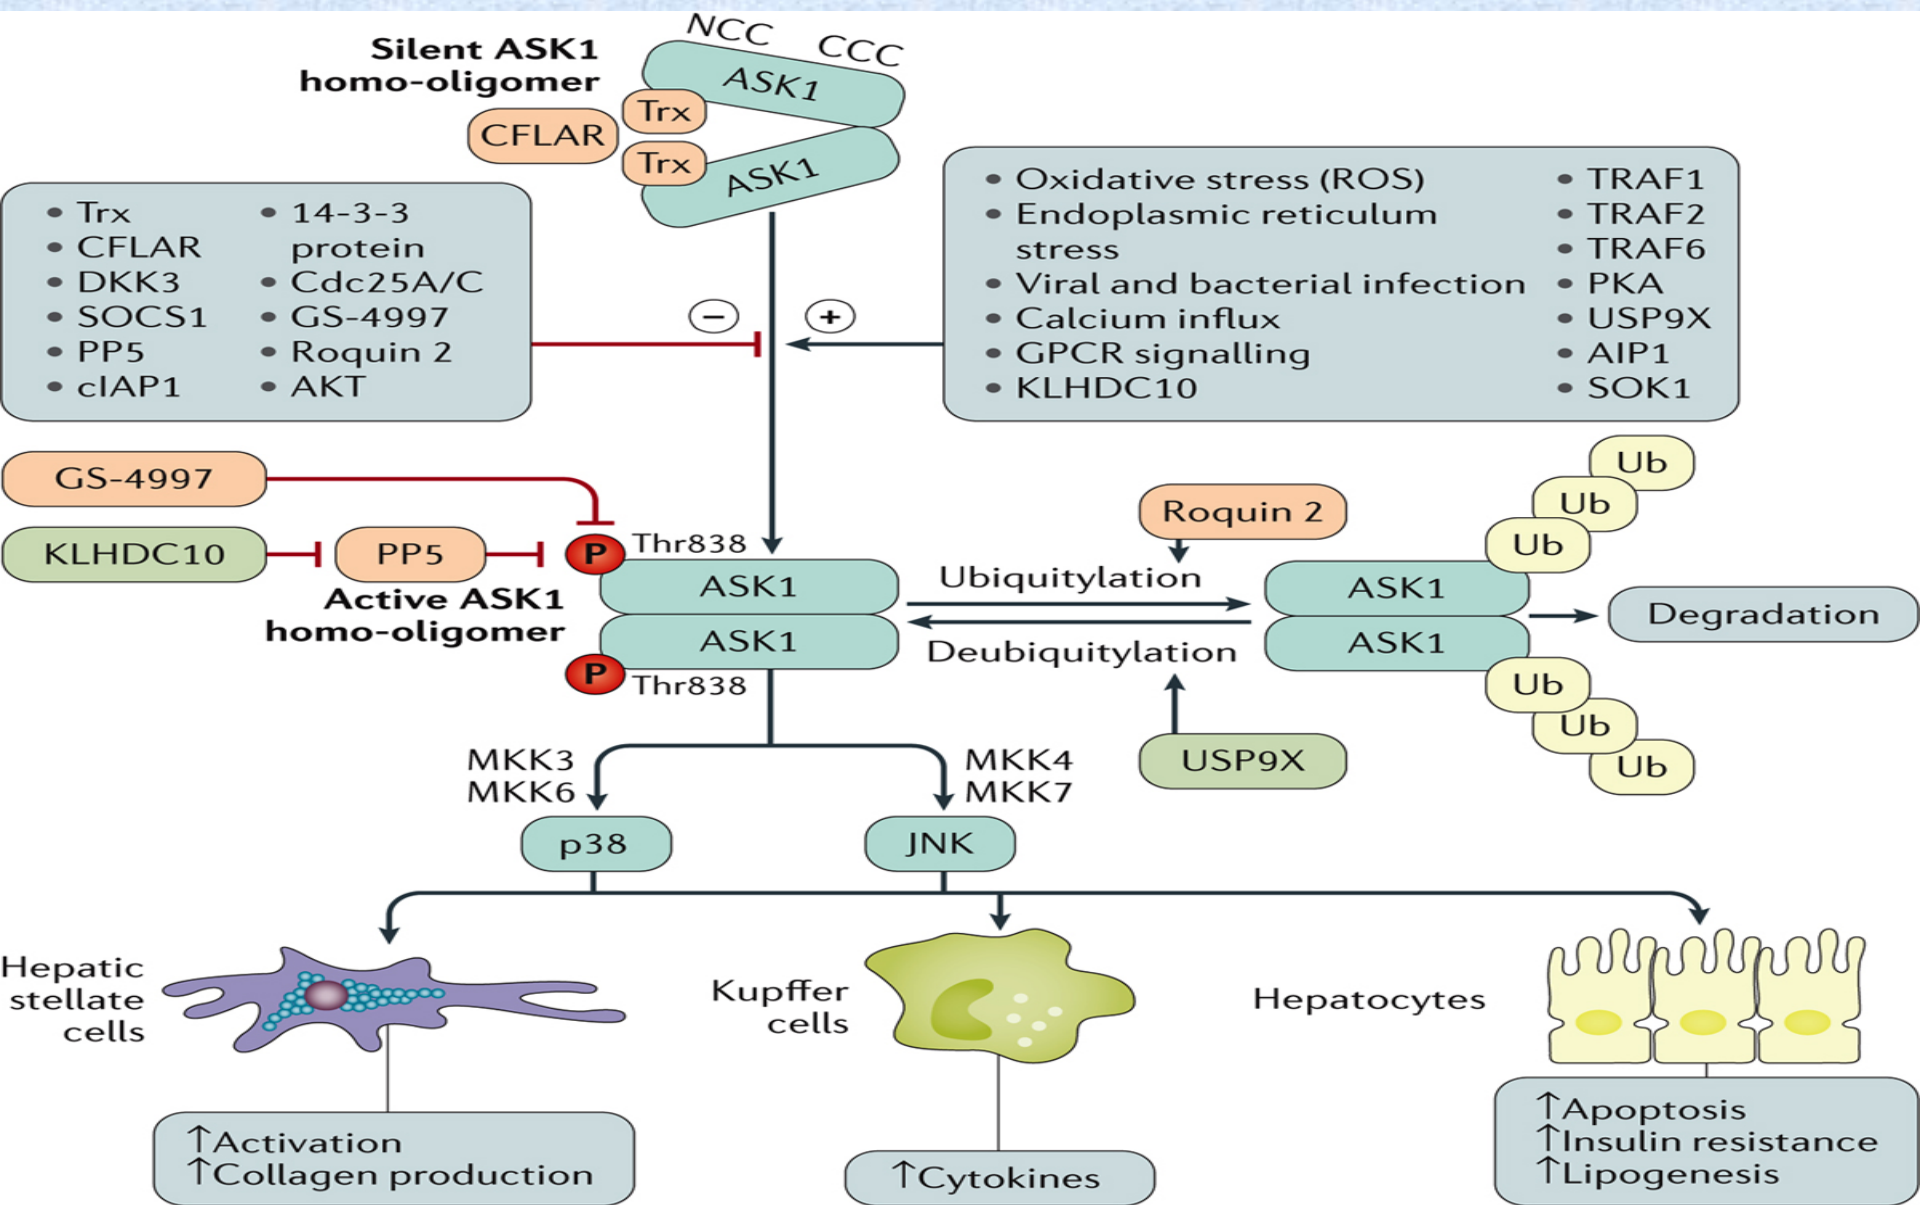 NCC
CCC
Silent ASK1
homo-oligomer
ASK1
Trx
CFLAR
Trx
ASK1
• Trx
• CFLAR
• DKK3
• SOCS1
• PP5
• cIAP1
• 14-3-3
protein
• Cdc25A/C
• GS-4997
• Roquin 2
• AKT
−
+
• Oxidative stress (ROS)
• Endoplasmic reticulum
stress
• Viral and bacterial infection
• Calcium influx
• GPCR signalling
• KLHDC10
• TRAF1
• TRAF2
• TRAF6
• PKA
• USP9X
• AIP1
• SOK1
GS-4997
KLHDC10
PP5
P
Thr838
Active ASK1
homo-oligomer
ASK1
ASK1
P
Thr838
Roquin 2
Ubiquitylation
Deubiquitylation
USP9X
Ub
Ub
Ub
ASK1
ASK1
Ub
Ub
Ub
Degradation
MKK3
MKK6
MKK4
MKK7
p38
JNK
Hepatic
stellate
cells
Kupffer
cells
Hepatocytes
↑Activation
↑Collagen production
↑Cytokines
↑Apoptosis
↑Insulin resistance
↑Lipogenesis